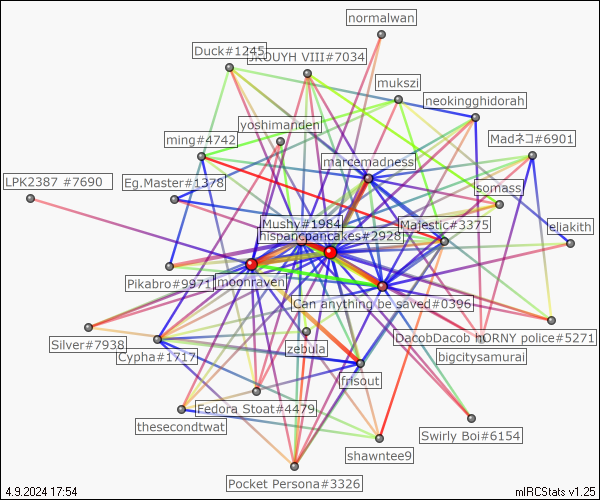 normalwan
Duck#1245
JKOUYH VIII#7034
mukszi
neokingghidorah
yoshimanden
ming#4742
Madネコ#6901
marcemadness
LPK2387 #7690
Eg.Master#1378
somass
Mushy#1984
Majestic#3375
hispanicpancakes#2928
eliakith
Pikabro#9971
moonraven
Can anything be saved#0396
Silver#7938
Cypha#1717
zebula
DacobDacob
hORNY police#5271
bigcitysamurai
frisout
Fedora Stoat#4479
thesecondtwat
Swirly Boi#6154
shawntee9
Pocket Persona#3326
4.9.2024 17:54
mIRCStats v1.25